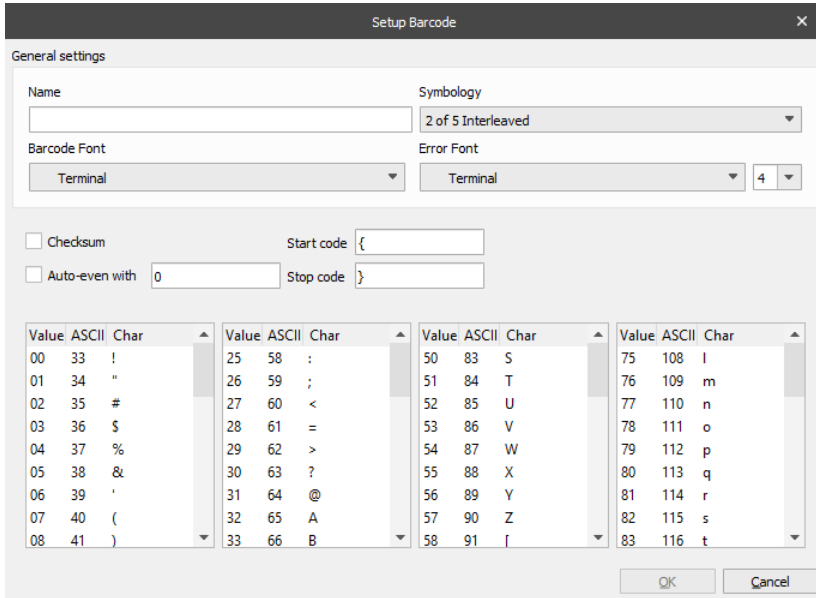 Setup Barcode
General settings
Name Symbology
2 of 5 Interleaved
Barcode Font Error Font
Terminal Terminal 4
Checksum Start code {
Auto-even with 0 Stop code }
Value ASCII Char Value ASCII Char Value ASCII Char Value ASCII Char
00 33 ! 25 58 : 50 83 S 75 108 l
01 34 " 26 59 ; 51 84 T 76 109 m
02 35 # 27 60 < 52 85 U 77 110 n
03 36 $ 28 61 = 53 86 V 78 111 o
04 37 % 29 62 > 54 87 W 79 112 p
05 38 & 30 63 ? 55 88 X 80 113 q
06 39 ' 31 64 @ 56 89 Y 81 114 r
07 40 ( 32 65 A 57 90 Z 82 115 s
08 41 ) 33 66 B 58 91 [ 83 116 t
OK Cancel